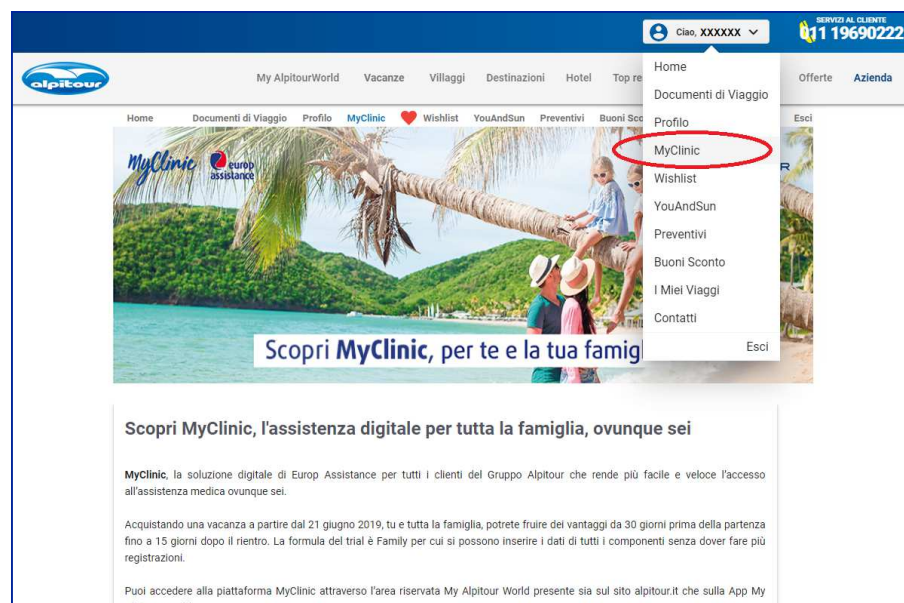 SERVIZI AL CLIENTE
Ciao, XXXXXX
011 19690222
alpitour
My AlpitourWorld Vacanze Villaggi Destinazioni Hotel Top Offerte Azienda
Home
Documenti di Viaggio
Profilo
MyClinic
Wishlist
YouAndSun
Preventivi
Buoni Sconto
I Miei Viaggi
Contatti
Esci
Home Documenti di Viaggio Profilo MyClinic Wishlist YouAndSun Preventivi Buoni Esci
MyClinic europ
assistance
Scopri MyClinic, per te e la tua
Scopri MyClinic, l'assistenza digitale per tutta la famiglia, ovunque sei
MyClinic, la soluzione digitale di Europ Assistance per tutti i clienti del Gruppo Alpitour che rende più facile e veloce l'accesso
all'assistenza medica ovunque sei.
Acquistando una vacanza a partire dal 21 giugno 2019, tu e tutta la famiglia, potrete fruire dei vantaggi da 30 giorni prima della partenza
fino a 15 giorni dopo il rientro. La formula del trial è Family per cui si possono inserire i dati di tutti i componenti senza dover fare più
registrazioni.
Puoi accedere alla piattaforma MyClinic attraverso l'area riservata My Alpitour World presente sia sul sito alpitour.it che sulla App My